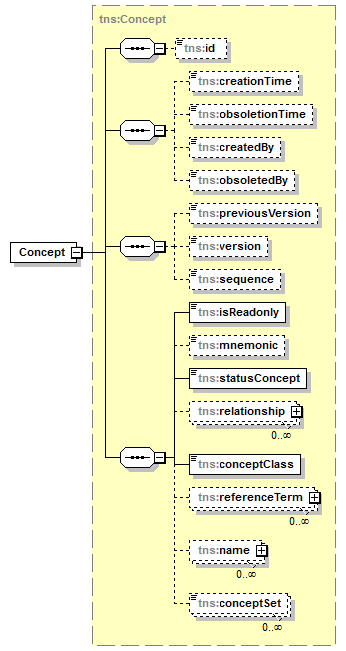 tns:Concept
tns:id
tns:creationTime
tns:obsoletionTime
tns:createdBy
tns:obsoletedBy
tns:previousVersion
tns:version
Concept
tns:sequence
tns:isReadonly
tns:mnemonic
tns:statusConcept
tns:relationship
0..∞
tns:conceptClass
tns:referenceTerm
0..∞
tns:name
0..∞
tns:conceptSet
0..∞